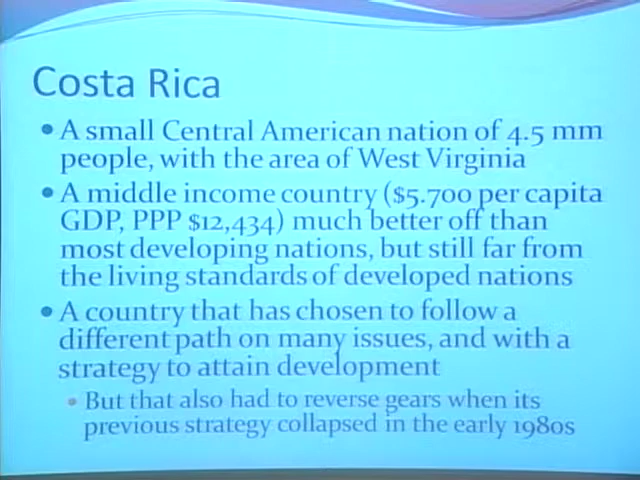 Costa Rica
• A small Central American nation of 4.5 mm
people, with the area of West Virginia
• A middle income country ($5.700 per capita
GDP, PPP $12,434) much better off than
most developing nations, but still far from
the living standards of developed nations
• A country that has chosen to follow a
different path on many issues, and with a
strategy to attain development
• But that also had to reverse gears when its
previous strategy collapsed in the early 1980s